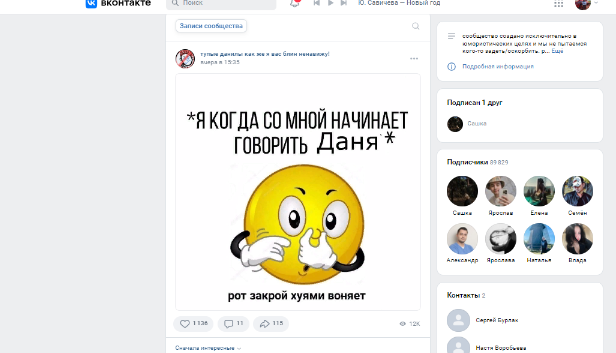 вконтакте
Поиск
Ю. Савичева — Новый год
Записи сообщества
тупые данилы как же я вас блин ненавижу!
вчера в 15:35
*Я КОГДА СО МНОЙ НАЧИНАЕТ
ГОВОРИТЬ Даня*
рот закрой хуями воняет
1 136
11
115
12K
Сначала интересные
сообщество создано исключительно в
юмористических целях и мы не пытаемся
кого-то задеть/оскорбить. р... Ещё
Подробная информация
Подписан 1 друг
Сашка
Подписчики 89 829
Сашка Ярослав Елена Семен
Александр Ярослава Наталья Влада
Контакты 2
Сергей Бурлак
Настя Воробьева